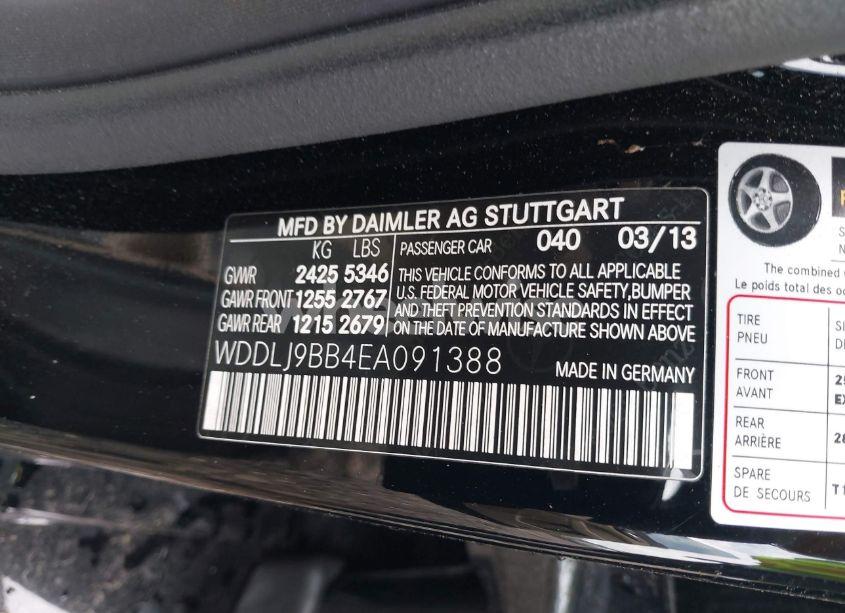 MFD BY DAIMLER AG STUTTGART
KG LBS
GVWR 2425 5346
GAWR FRONT 1255 2767
GAWR REAR 1215 2679
PASSENGER CAR 040 03/13
THIS VEHICLE CONFORMS TO ALL APPLICABLE
U.S. FEDERAL MOTOR VEHICLE SAFETY,BUMPER
AND THEFT PREVENTION STANDARDS IN EFFECT
ON THE DATE OF MANUFACTURE SHOWN ABOVE
WDDLJ9BB4EA091388 MADE IN GERMANY
The combined
Le poids total des
TIRE
PNEU
FRONT
AVANT
REAR
ARRIÈRE
SPARE
DE SECOURS